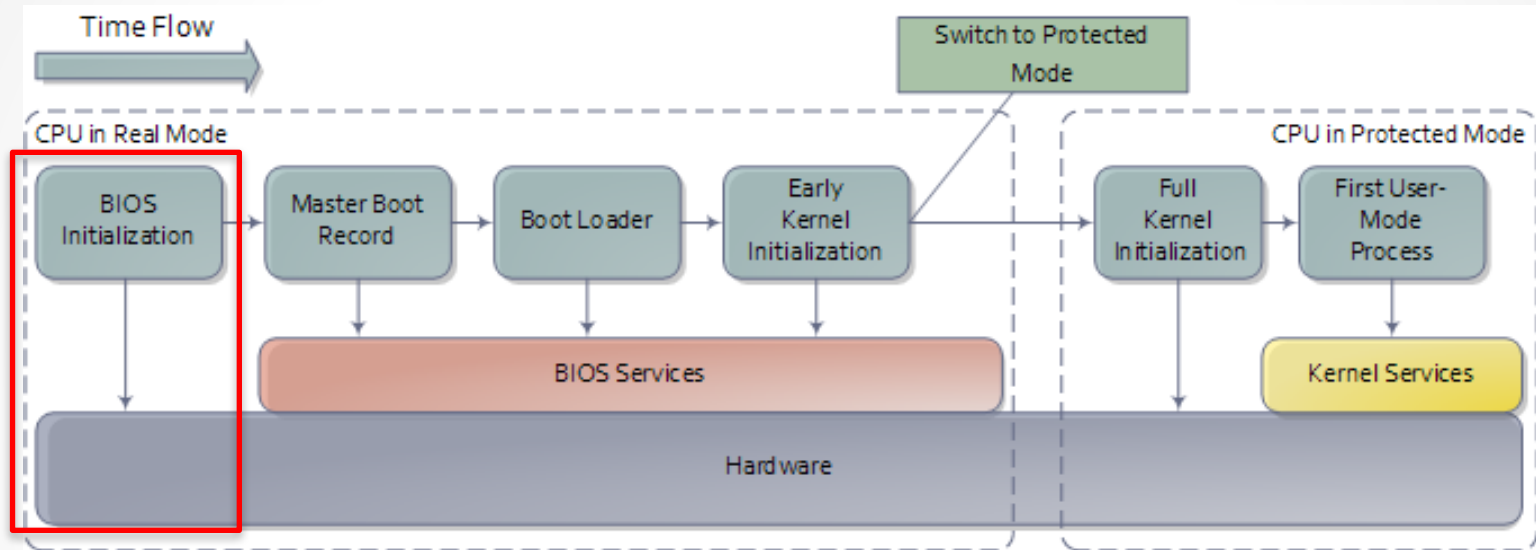 Time Flow
Switch to Protected
Mode
CPU in Real Mode
CPU in Protected Mode
BIOS
Initialization
Master Boot
Record
Boot Loader
Early
Kernel
Initialization
Full
Kernel
Initialization
First User-
Mode
Process
BIOS Services
Kernel Services
Hardware